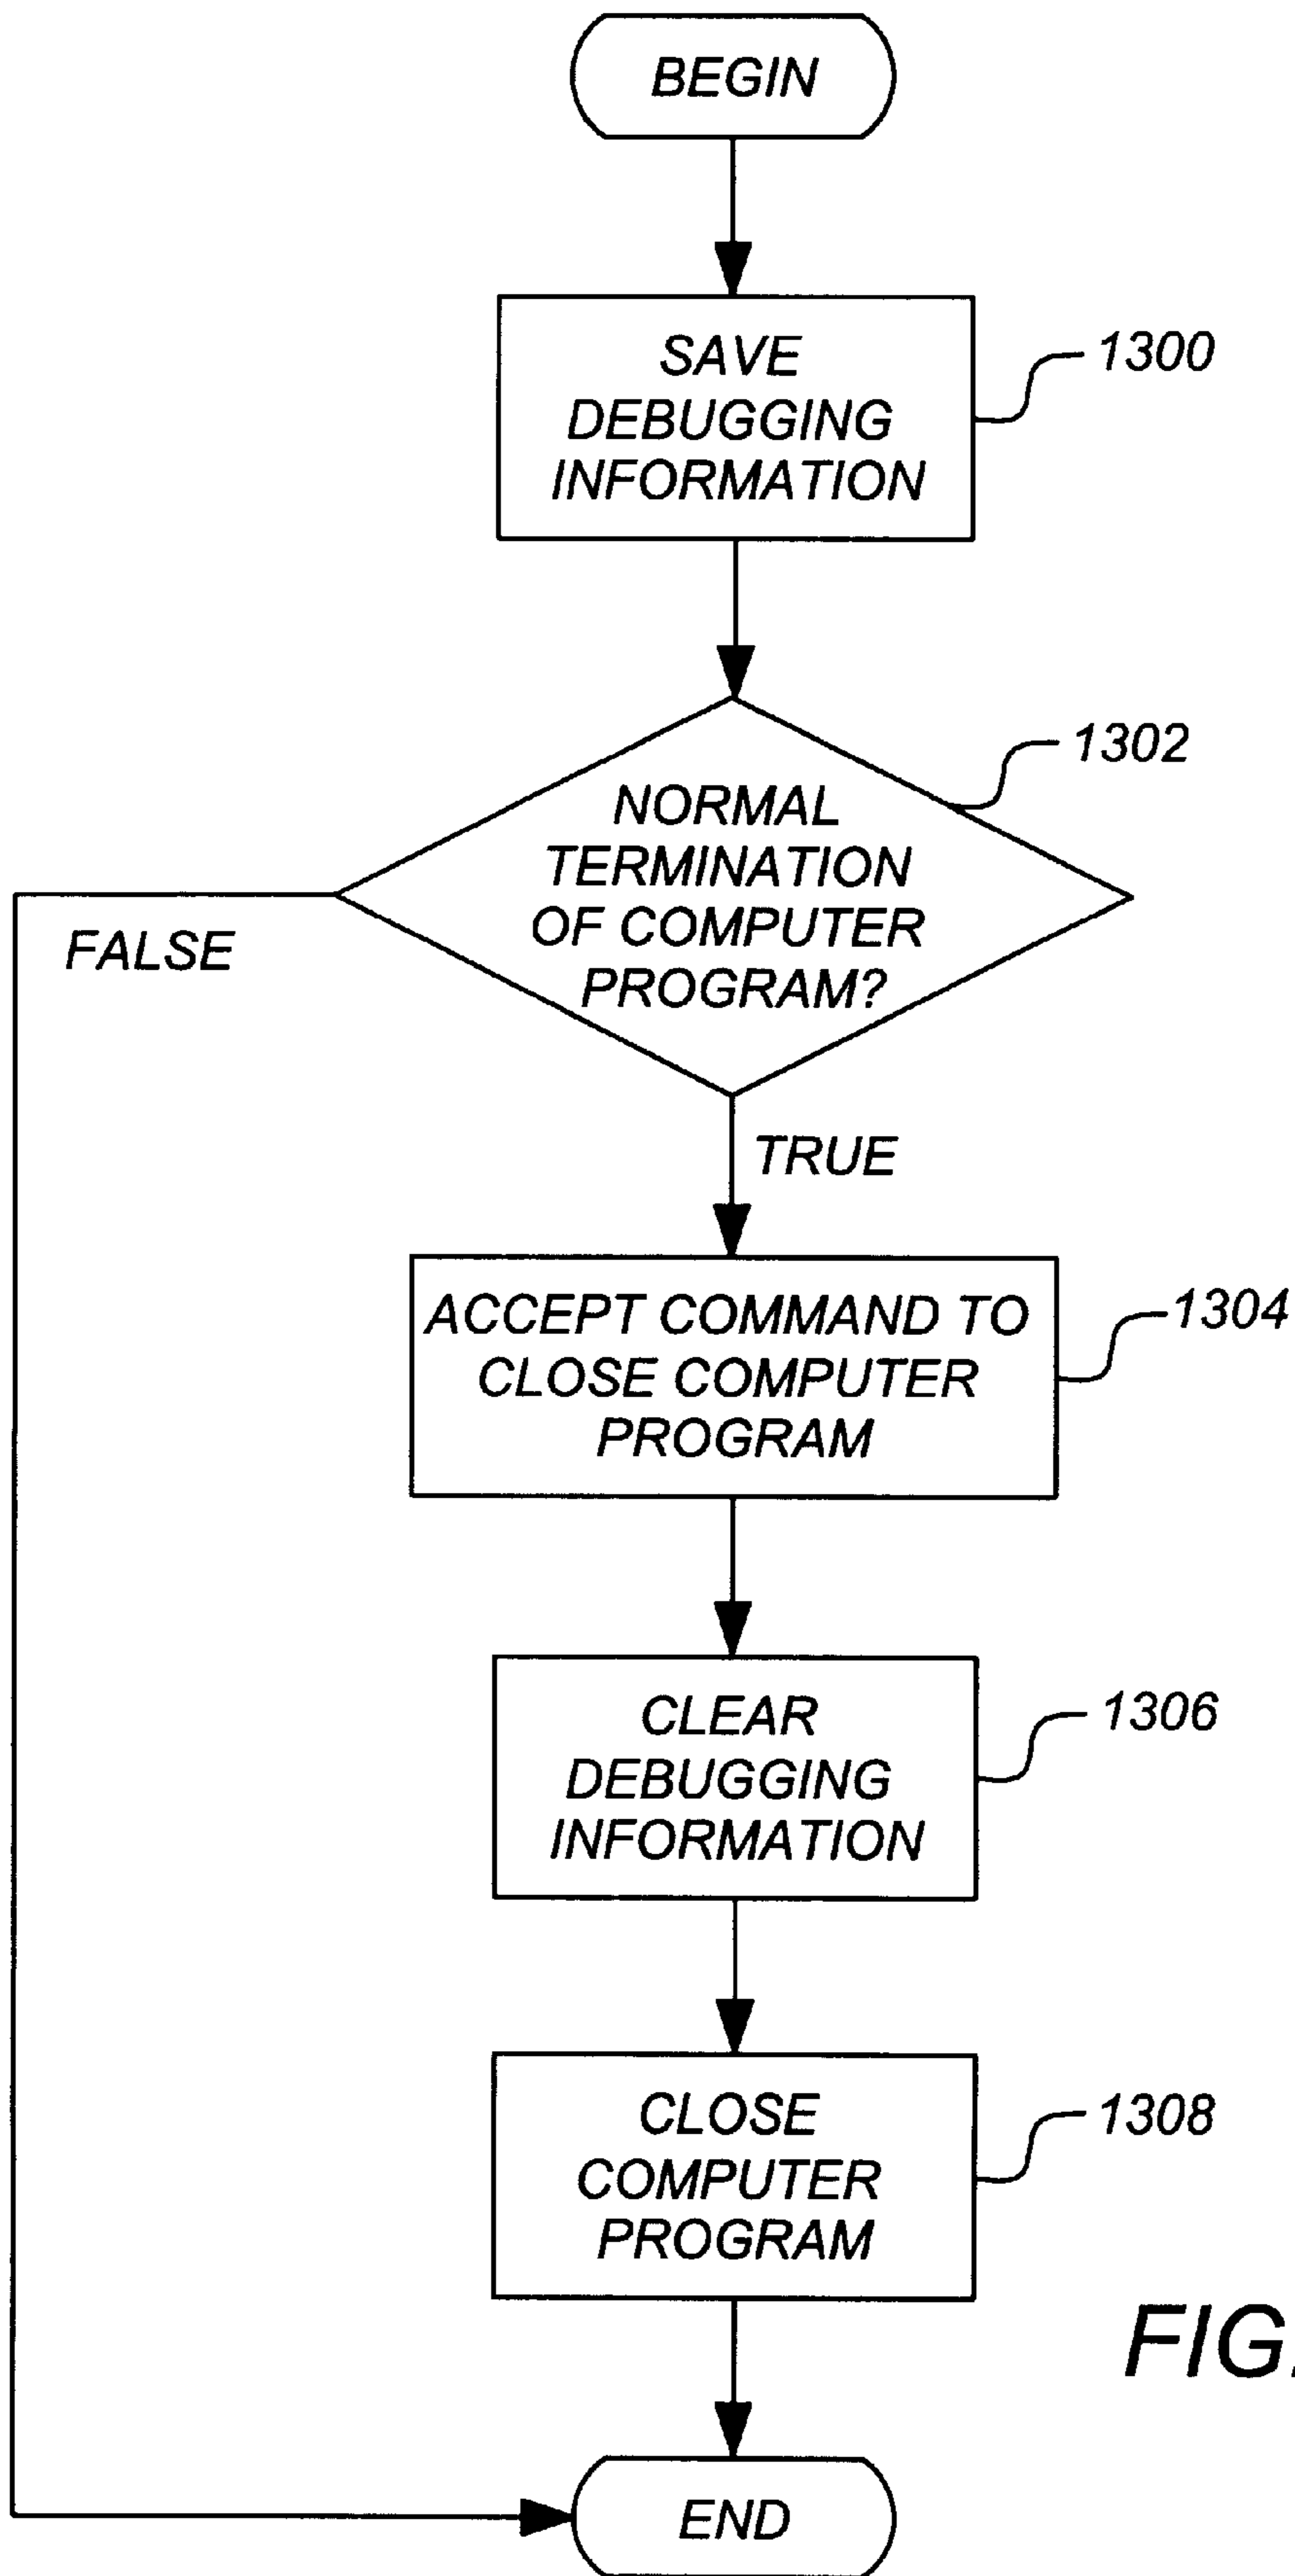 BEGIN
SAVE
DEBUGGING
INFORMATION
1300
1302
NORMAL
TERMINATION
OF COMPUTER
PROGRAM?
FALSE
TRUE
ACCEPT COMMAND TO
CLOSE COMPUTER
PROGRAM
1304
CLEAR
DEBUGGING
INFORMATION
1306
CLOSE
COMPUTER
PROGRAM
1308
FIG.
END